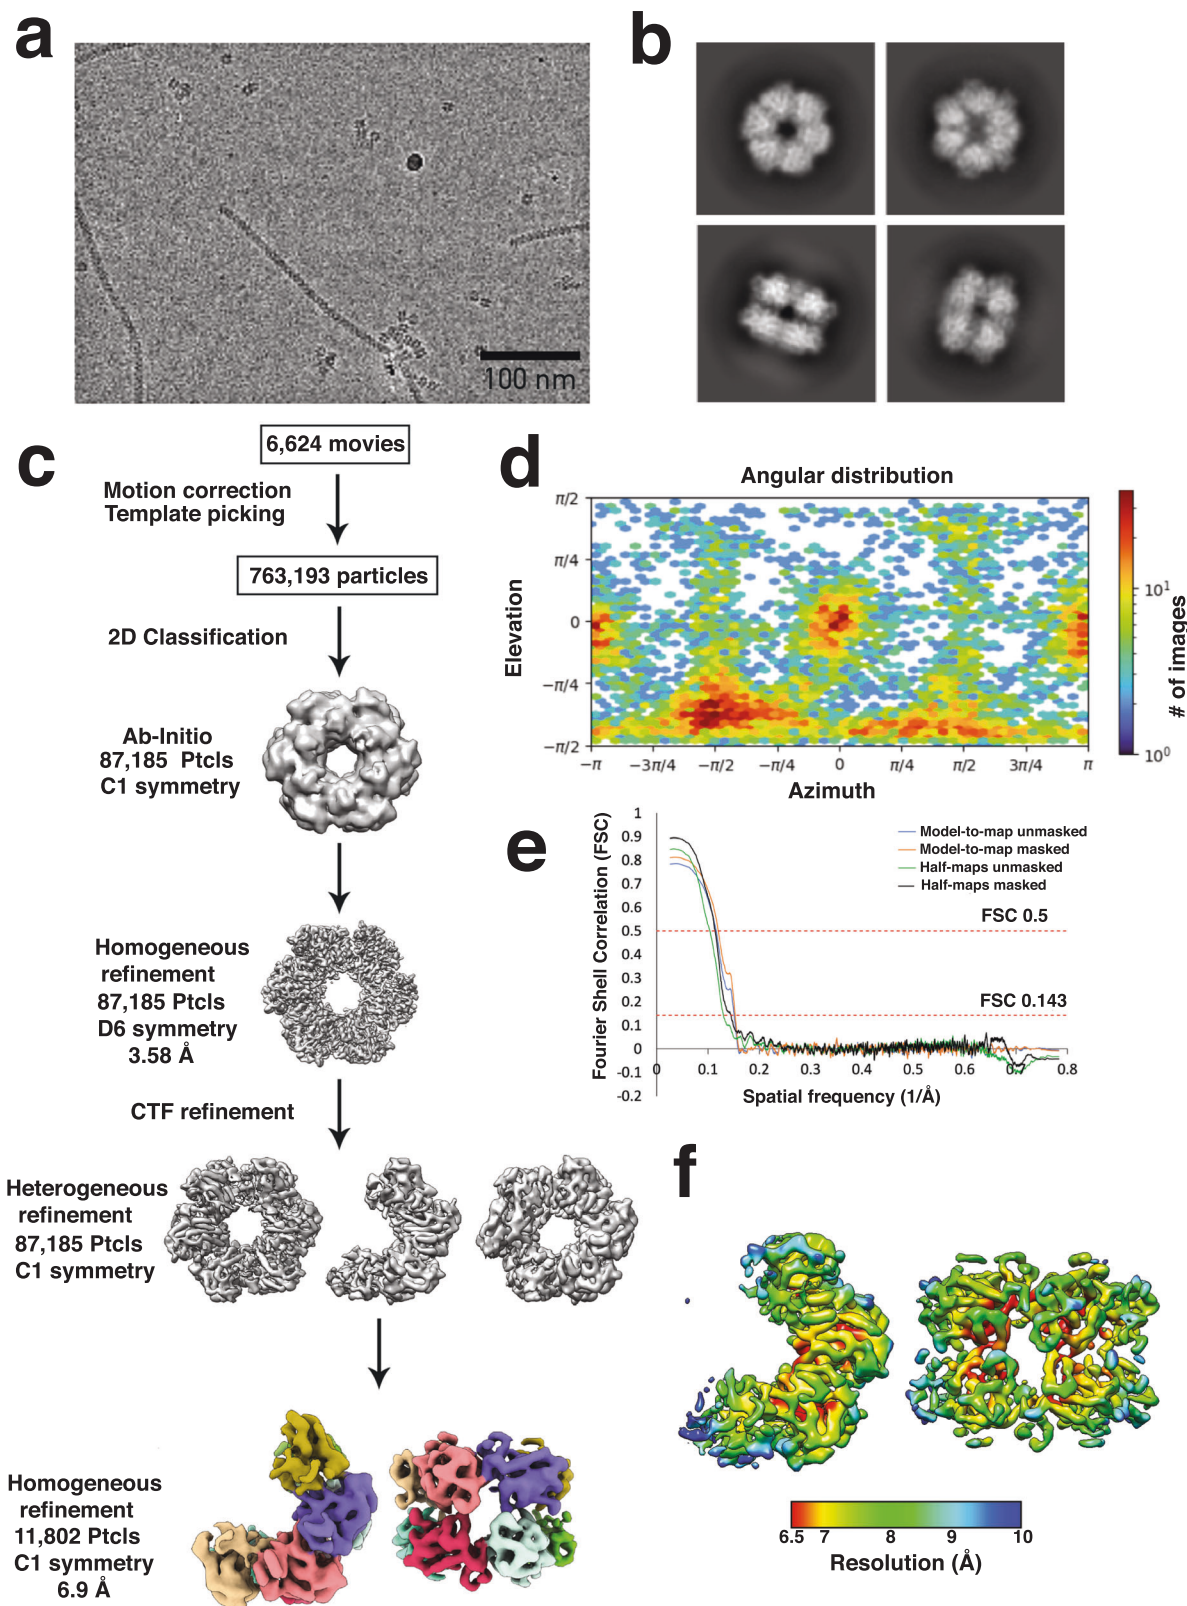 a
100 nm
b
c
6,624 movies
Motion correction
Template picking
763,193 particles
2D Classification
Ab-Initio
87,185 Ptcls
C1 symmetry
Homogeneous
refinement
87,185 Ptcls
D6 symmetry
3.58 Å
CTF refinement
Heterogeneous
refinement
87,185 Ptcls
C1 symmetry
Homogeneous
refinement
11,802 Ptcls
C1 symmetry
6.9 Å
d
Angular distribution
Elevation
π/2
π/4
0
−π/4
−π/2
−π −3π/4 −π/2 −π/4 0 π/4 π/2 3π/4 π
Azimuth
10¹
10⁰
# of images
e
Fourier Shell Correlation (FSC)
1
0.9
0.8
0.7
0.6
0.5
0.4
0.3
0.2
0.1
0
-0.1
-0.2
Model-to-map unmasked
Model-to-map masked
Half-maps unmasked
Half-maps masked
FSC 0.5
FSC 0.143
0 0.1 0.2 0.3 0.4 0.5 0.6 0.7 0.8
Spatial frequency (1/Å)
f
6.5 7 8 9 10
Resolution (Å)